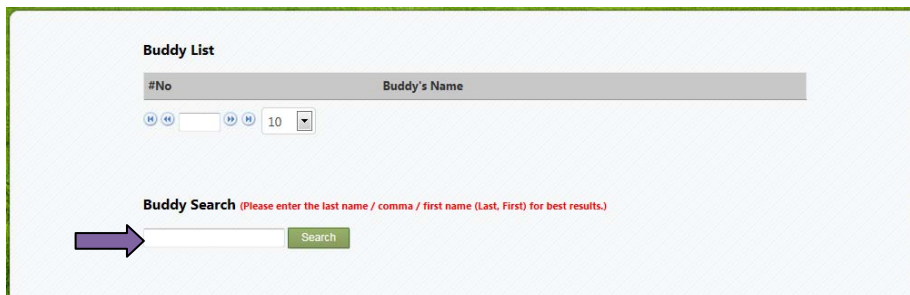 Buddy List
#No Buddy's Name
10
Buddy Search (Please enter the last name / comma / first name (Last, First) for best results.)
Search